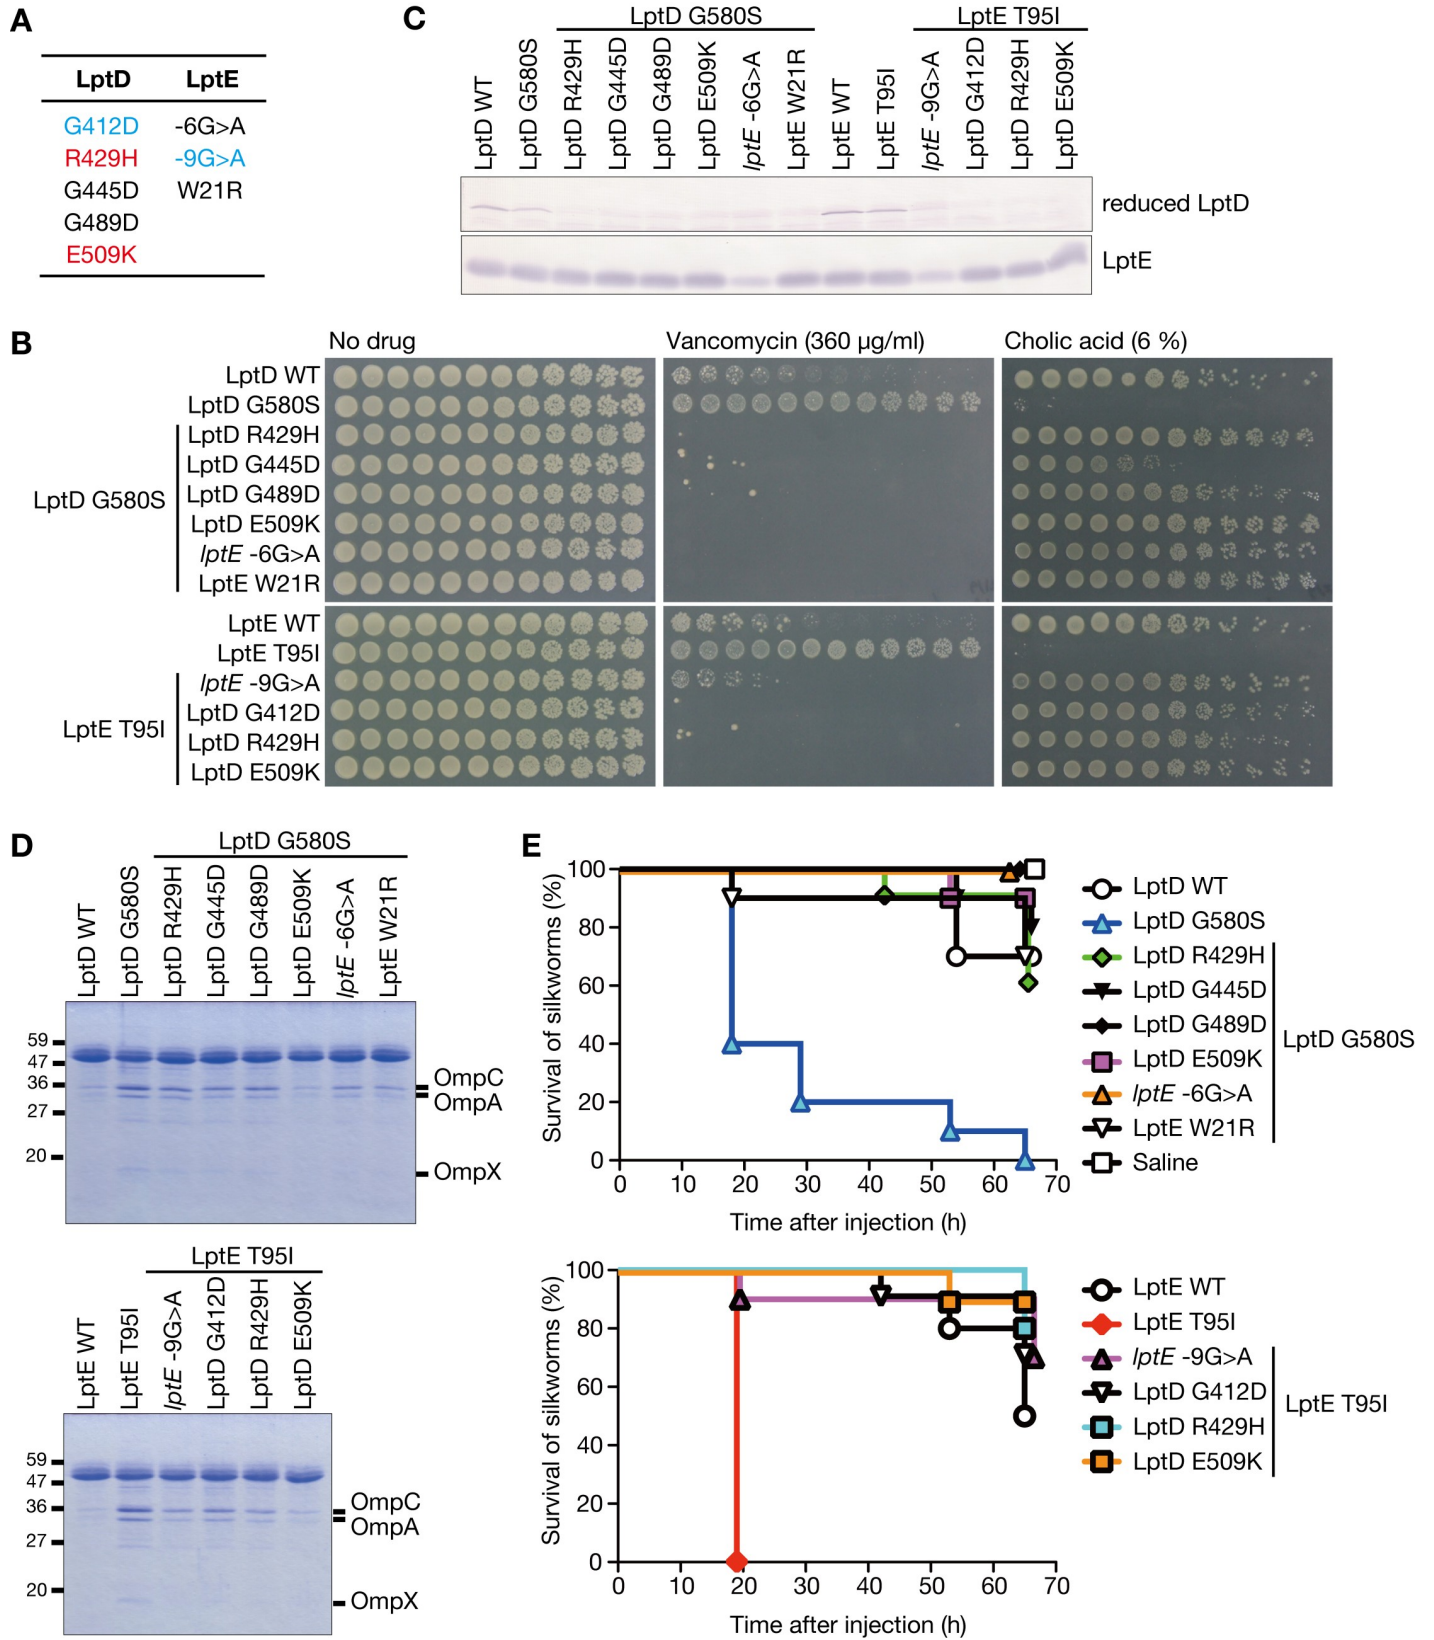 A
LptD LptE
G412D -6G>A
R429H -9G>A
G445D W21R
G489D
E509K
C
LptD G580S
LptE T95I
LptD WT
LptD G580S
LptD R429H
LptD G445D
LptD G489D
LptD E509K
lptE -6G>A
LptE W21R
LptE WT
LptE T95I
lptE -9G>A
LptD G412D
LptD R429H
LptD E509K
reduced LptD
LptE
B
No drug
Vancomycin (360 µg/ml)
Cholic acid (6 %)
LptD WT
LptD G580S
LptD R429H
LptD G445D
LptD G489D
LptD E509K
lptE -6G>A
LptE W21R
LptD G580S
LptE WT
LptE T95I
lptE -9G>A
LptD G412D
LptD R429H
LptD E509K
LptE T95I
D
LptD G580S
LptD WT
LptD G580S
LptD R429H
LptD G445D
LptD G489D
LptD E509K
lptE -6G>A
LptE W21R
59
47
36
27
20
OmpC
OmpA
OmpX
LptE T95I
LptE WT
LptE T95I
lptE -9G>A
LptD G412D
LptD R429H
LptD E509K
59
47
36
27
20
OmpC
OmpA
OmpX
E
Survival of silkworms (%)
100
80
60
40
20
0
0 10 20 30 40 50 60 70
Time after injection (h)
LptD WT
LptD G580S
LptD R429H
LptD G445D
LptD G489D
LptD E509K
lptE -6G>A
LptE W21R
Saline
LptD G580S
Survival of silkworms (%)
100
80
60
40
20
0
0 10 20 30 40 50 60 70
Time after injection (h)
LptE WT
LptE T95I
lptE -9G>A
LptD G412D
LptD R429H
LptD E509K
LptE T95I